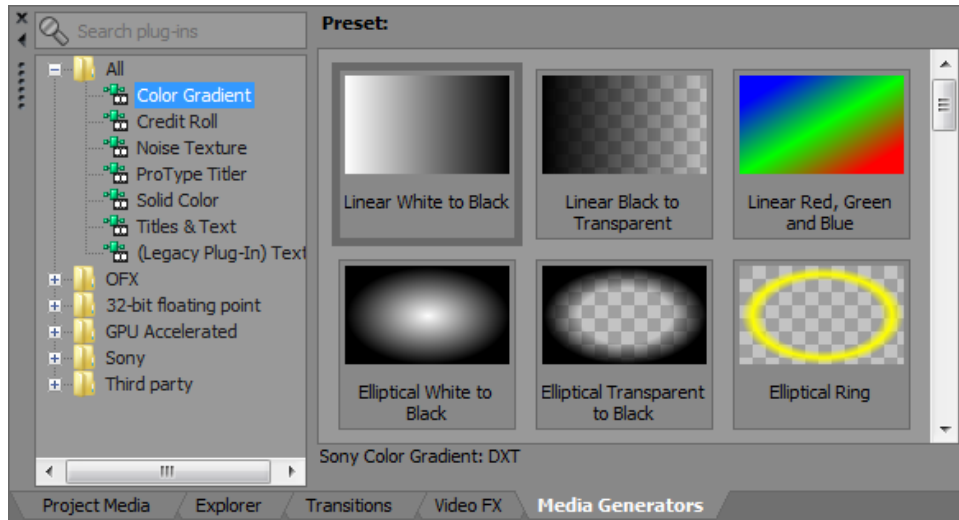 Search plug-ins
All
Color Gradient
Credit Roll
Noise Texture
ProType Titler
Solid Color
Titles & Text
(Legacy Plug-In) Text
OFX
32-bit floating point
GPU Accelerated
Sony
Third party
Preset:
Linear White to Black
Linear Black to
Transparent
Linear Red, Green
and Blue
Elliptical White to
Black
Elliptical Transparent
to Black
Elliptical Ring
Sony Color Gradient: DXT
Project Media
Explorer
Transitions
Video FX
Media Generators